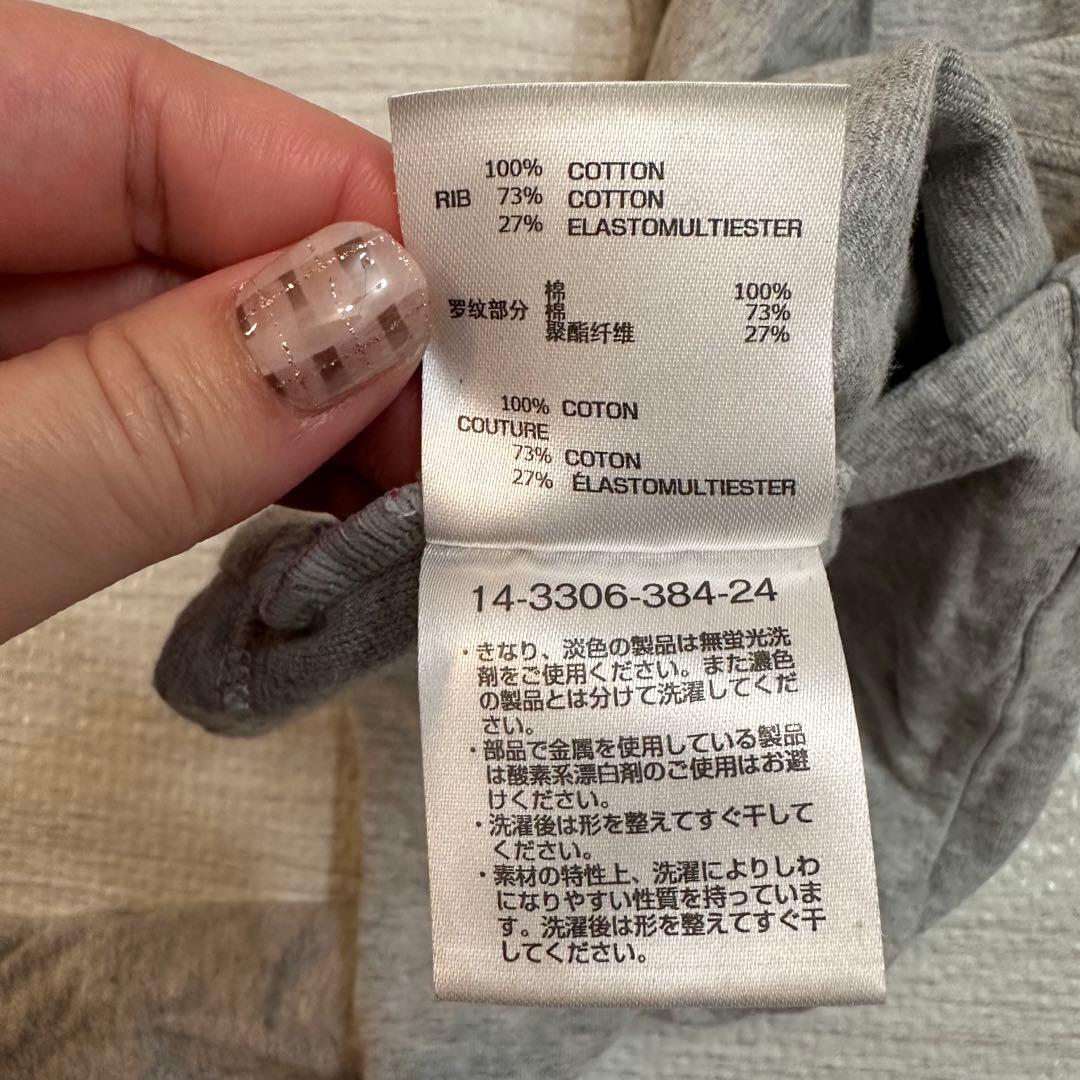 100% COTTON
RIB 73% COTTON
27% ELASTOMULTIESTER
棉 100%
罗纹部分 棉 73%
聚酯纤维 27%
100% COTON
COUTURE
73% COTON
27% ÉLASTOMULTIESTER
14-3306-384-24
・きなり、淡色の製品は無蛍光洗
剤をご使用ください。また濃色
の製品とは分けて洗濯してくだ
さい。
・部品で金属を使用している製品
は酸素系漂白剤のご使用はお避
けください。
・洗濯後は形を整えてすぐ干して
ください。
・素材の特性上、洗濯によりしわ
になりやすい性質を持っていま
す。洗濯後は形を整えてすぐ干
してください。